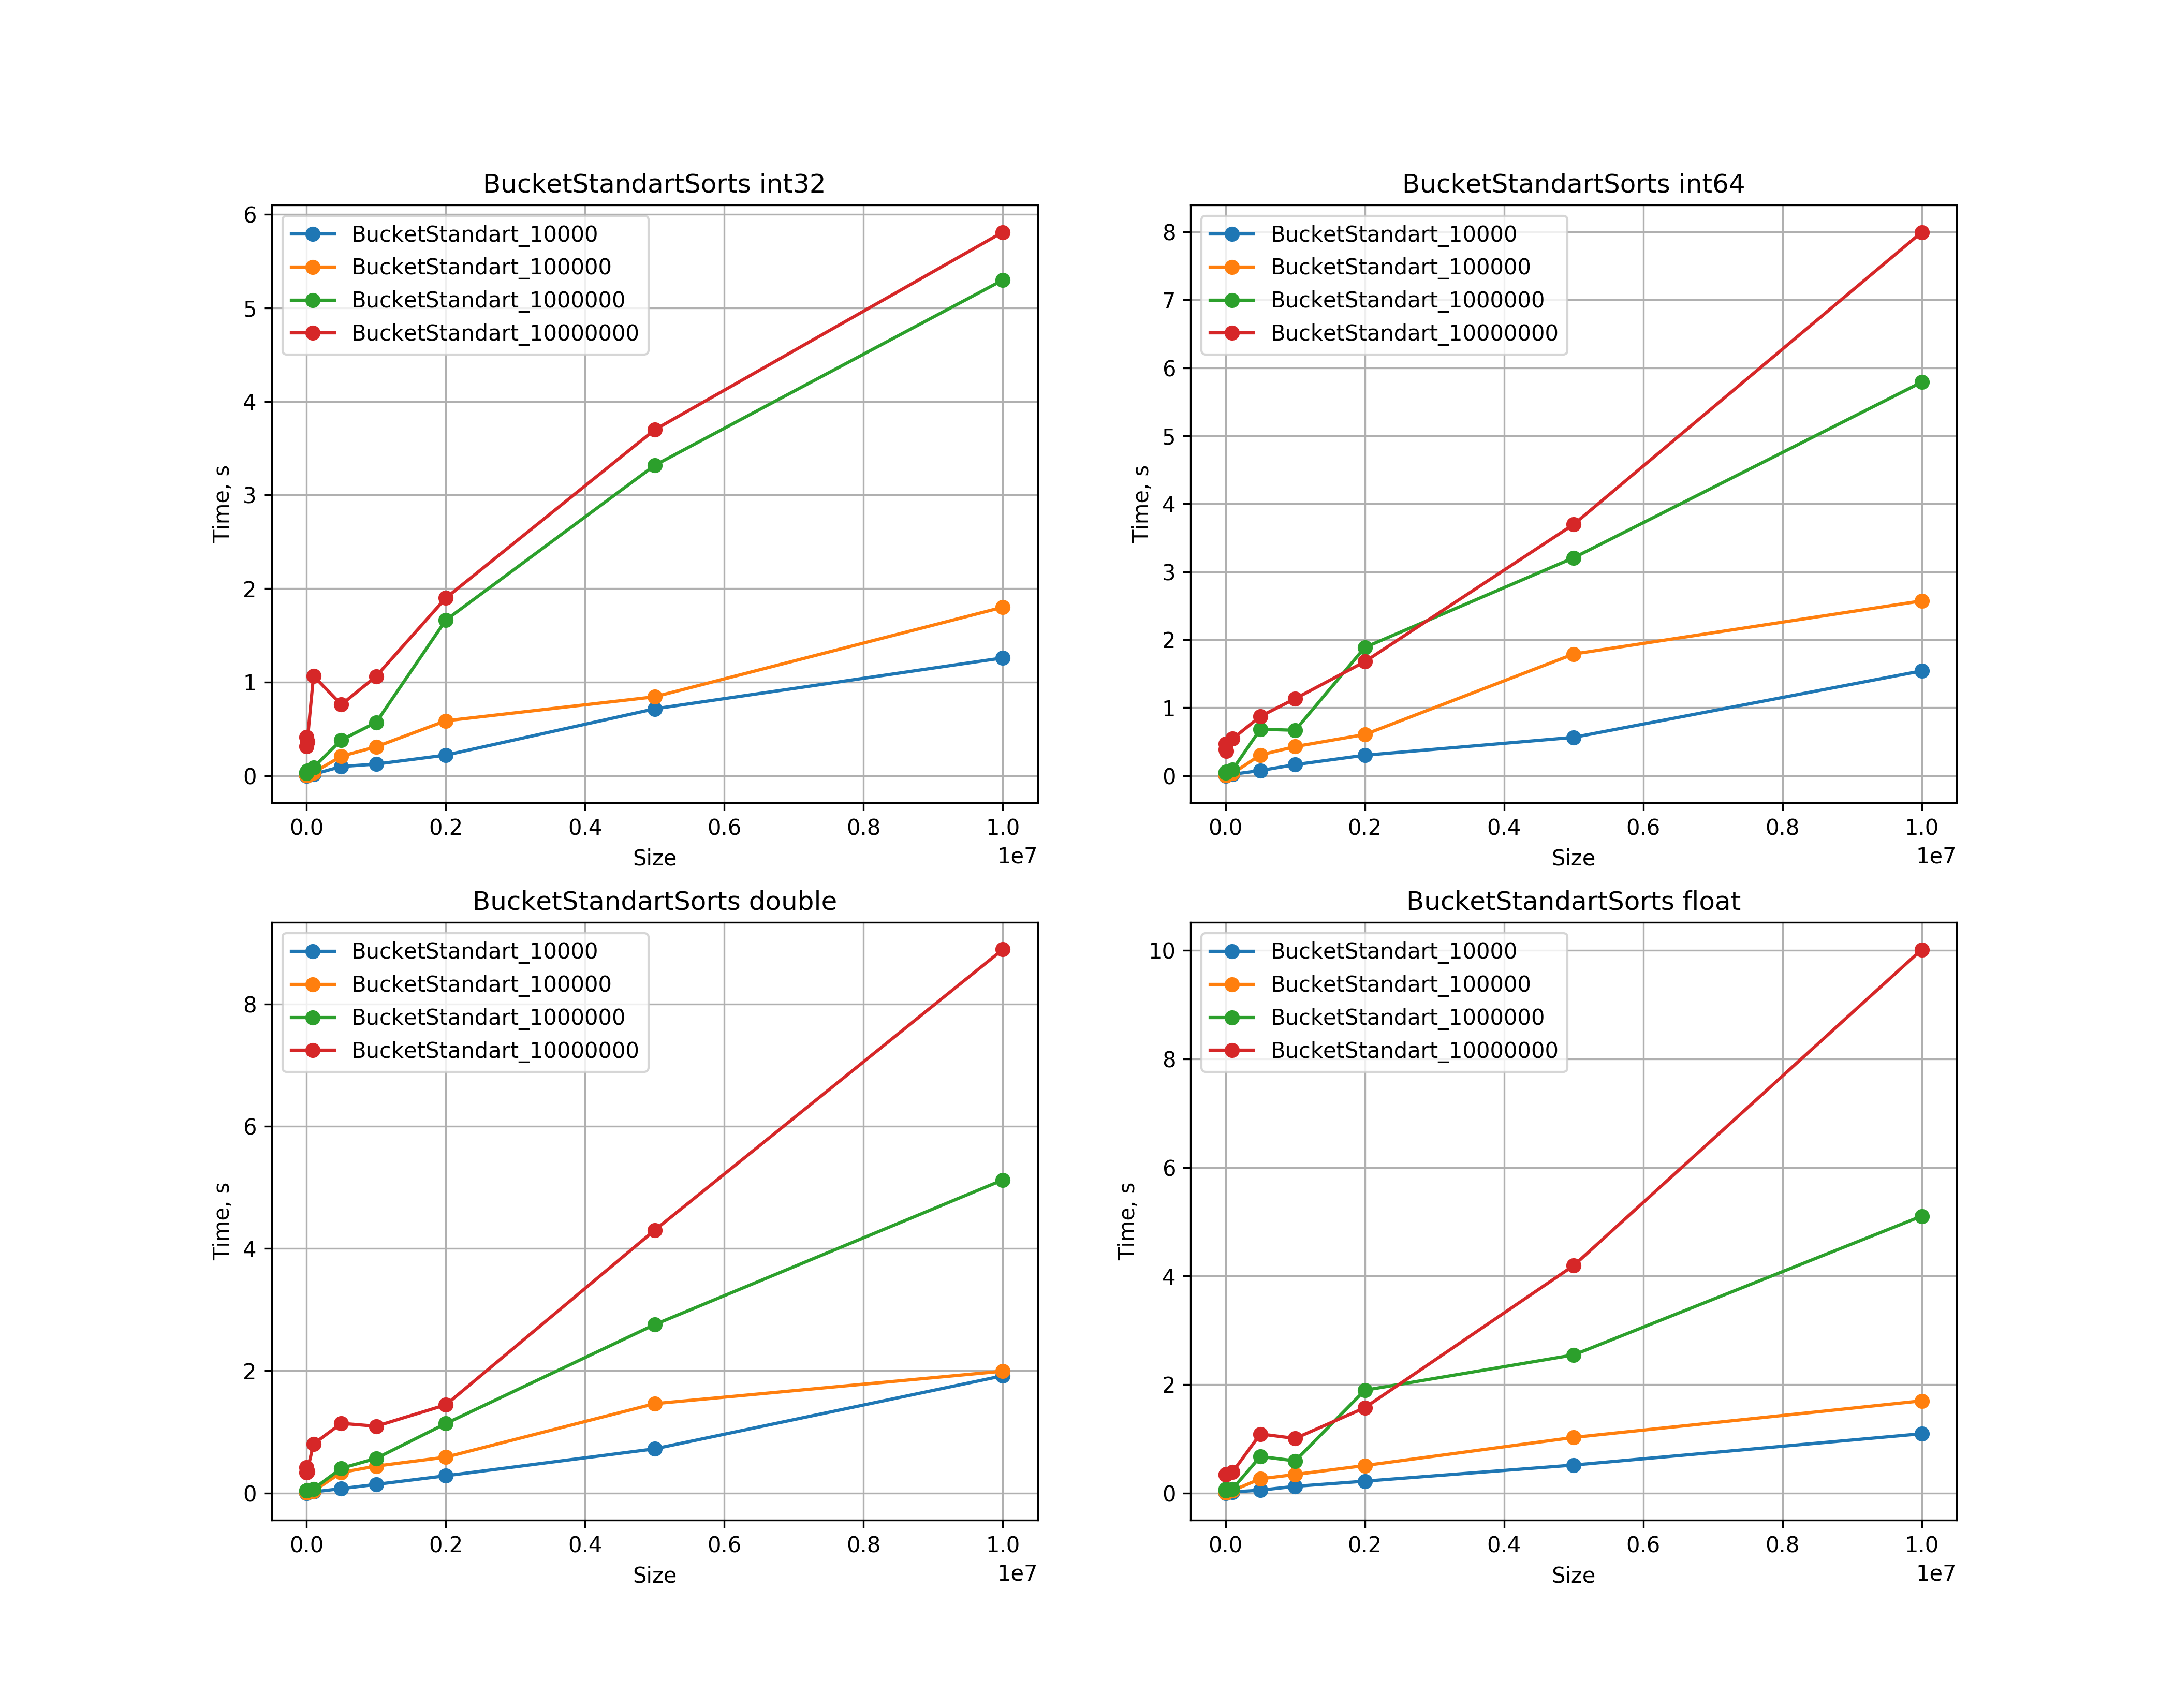 BucketStandartSorts int32
BucketStandart_10000
BucketStandart_100000
BucketStandart_1000000
BucketStandart_10000000
6
5
4
3
2
1
0
Time, s
0.0 0.2 0.4 0.6 0.8 1.0
Size
1e7
BucketStandartSorts int64
BucketStandart_10000
BucketStandart_100000
BucketStandart_1000000
BucketStandart_10000000
8
7
6
5
4
3
2
1
0
Time, s
0.0 0.2 0.4 0.6 0.8 1.0
Size
1e7
BucketStandartSorts double
BucketStandart_10000
BucketStandart_100000
BucketStandart_1000000
BucketStandart_10000000
8
6
4
2
0
Time, s
0.0 0.2 0.4 0.6 0.8 1.0
Size
1e7
BucketStandartSorts float
BucketStandart_10000
BucketStandart_100000
BucketStandart_1000000
BucketStandart_10000000
10
8
6
4
2
0
Time, s
0.0 0.2 0.4 0.6 0.8 1.0
Size
1e7